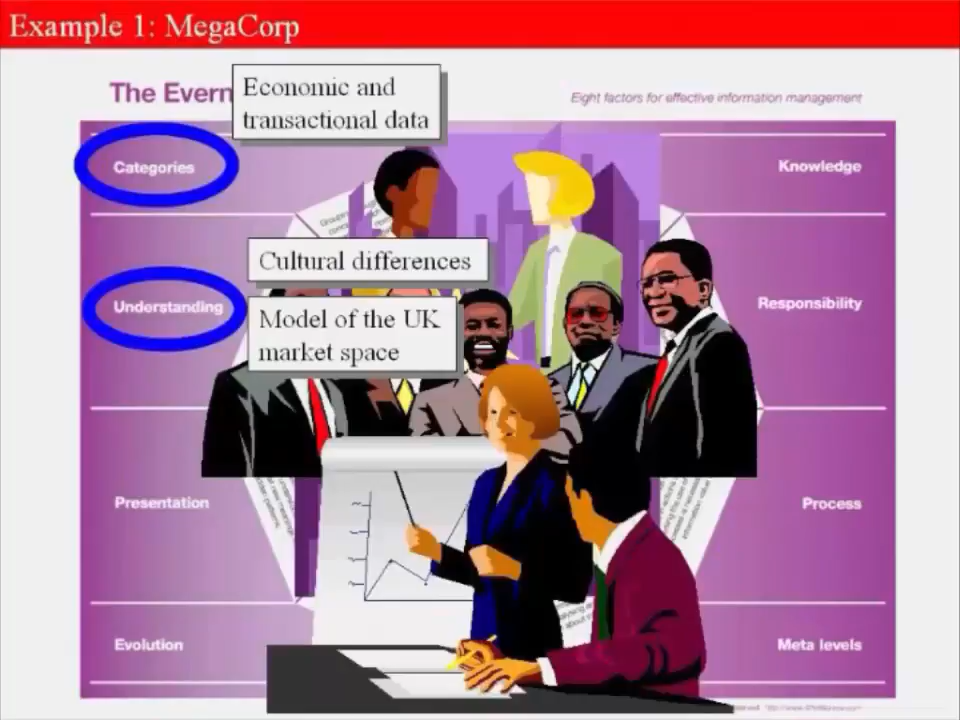 Example 1: MegaCorp
Economic and
transactional data
The Evern
Eight factors for effective information management
Categories
Knowledge
Cultural differences
Understanding
Responsibility
Model of the UK
market space
Presentation
Process
Evolution
Meta levels